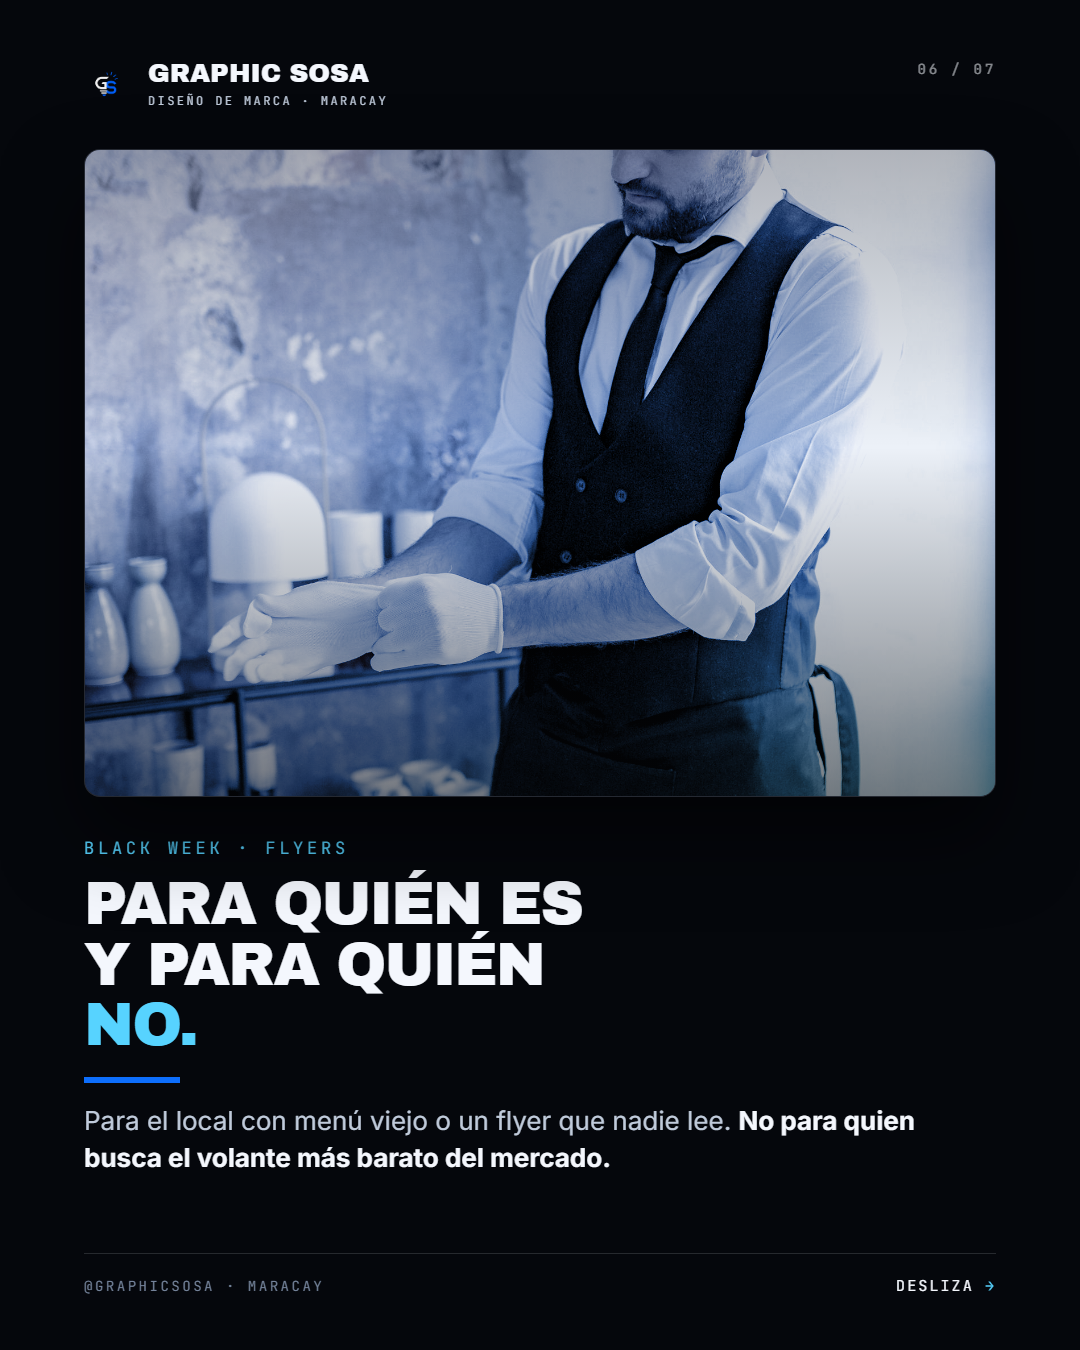 GS
GRAPHIC SOSA
DISEÑO DE MARCA · MARACAY
06 / 07
BLACK WEEK · FLYERS
PARA QUIÉN ES
Y PARA QUIÉN
NO.
Para el local con menú viejo o un flyer que nadie lee. No para quien
busca el volante más barato del mercado.
@GRAPHICSOSA · MARACAY
DESLIZA →